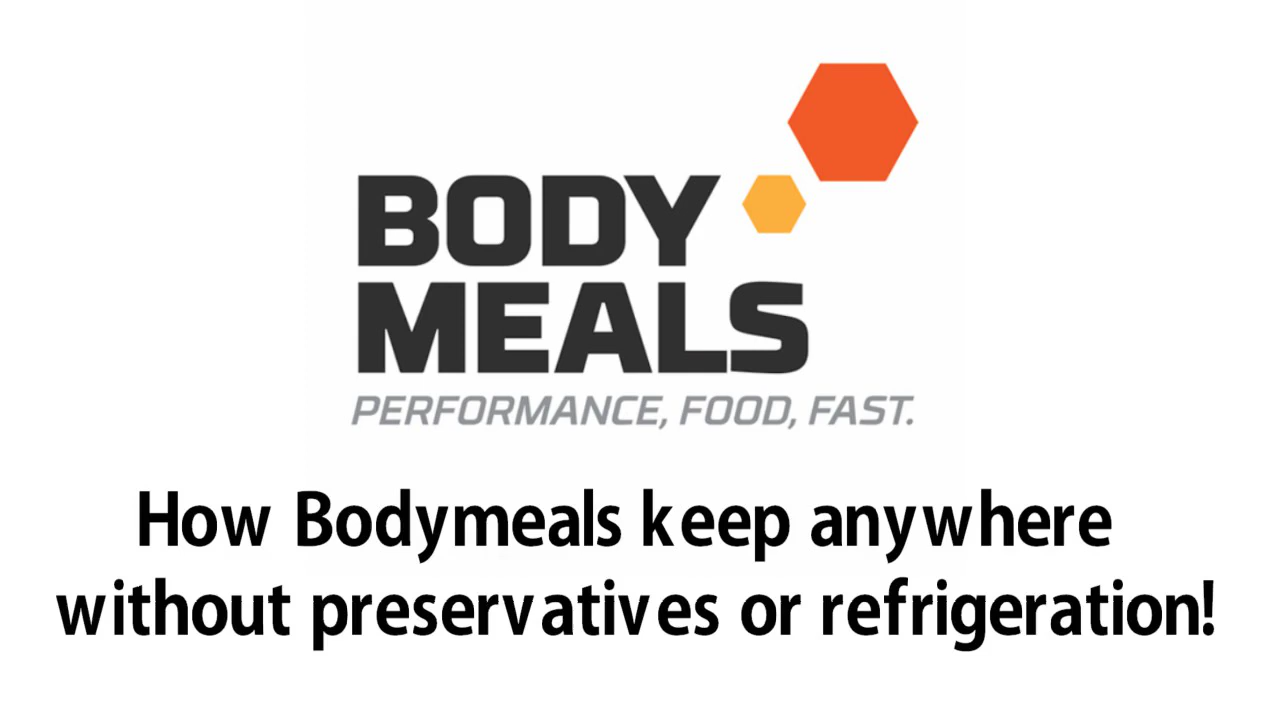 BODY
MEALS
PERFORMANCE, FOOD, FAST.
How Bodymeals keep anywhere
without preservatives or refrigeration!